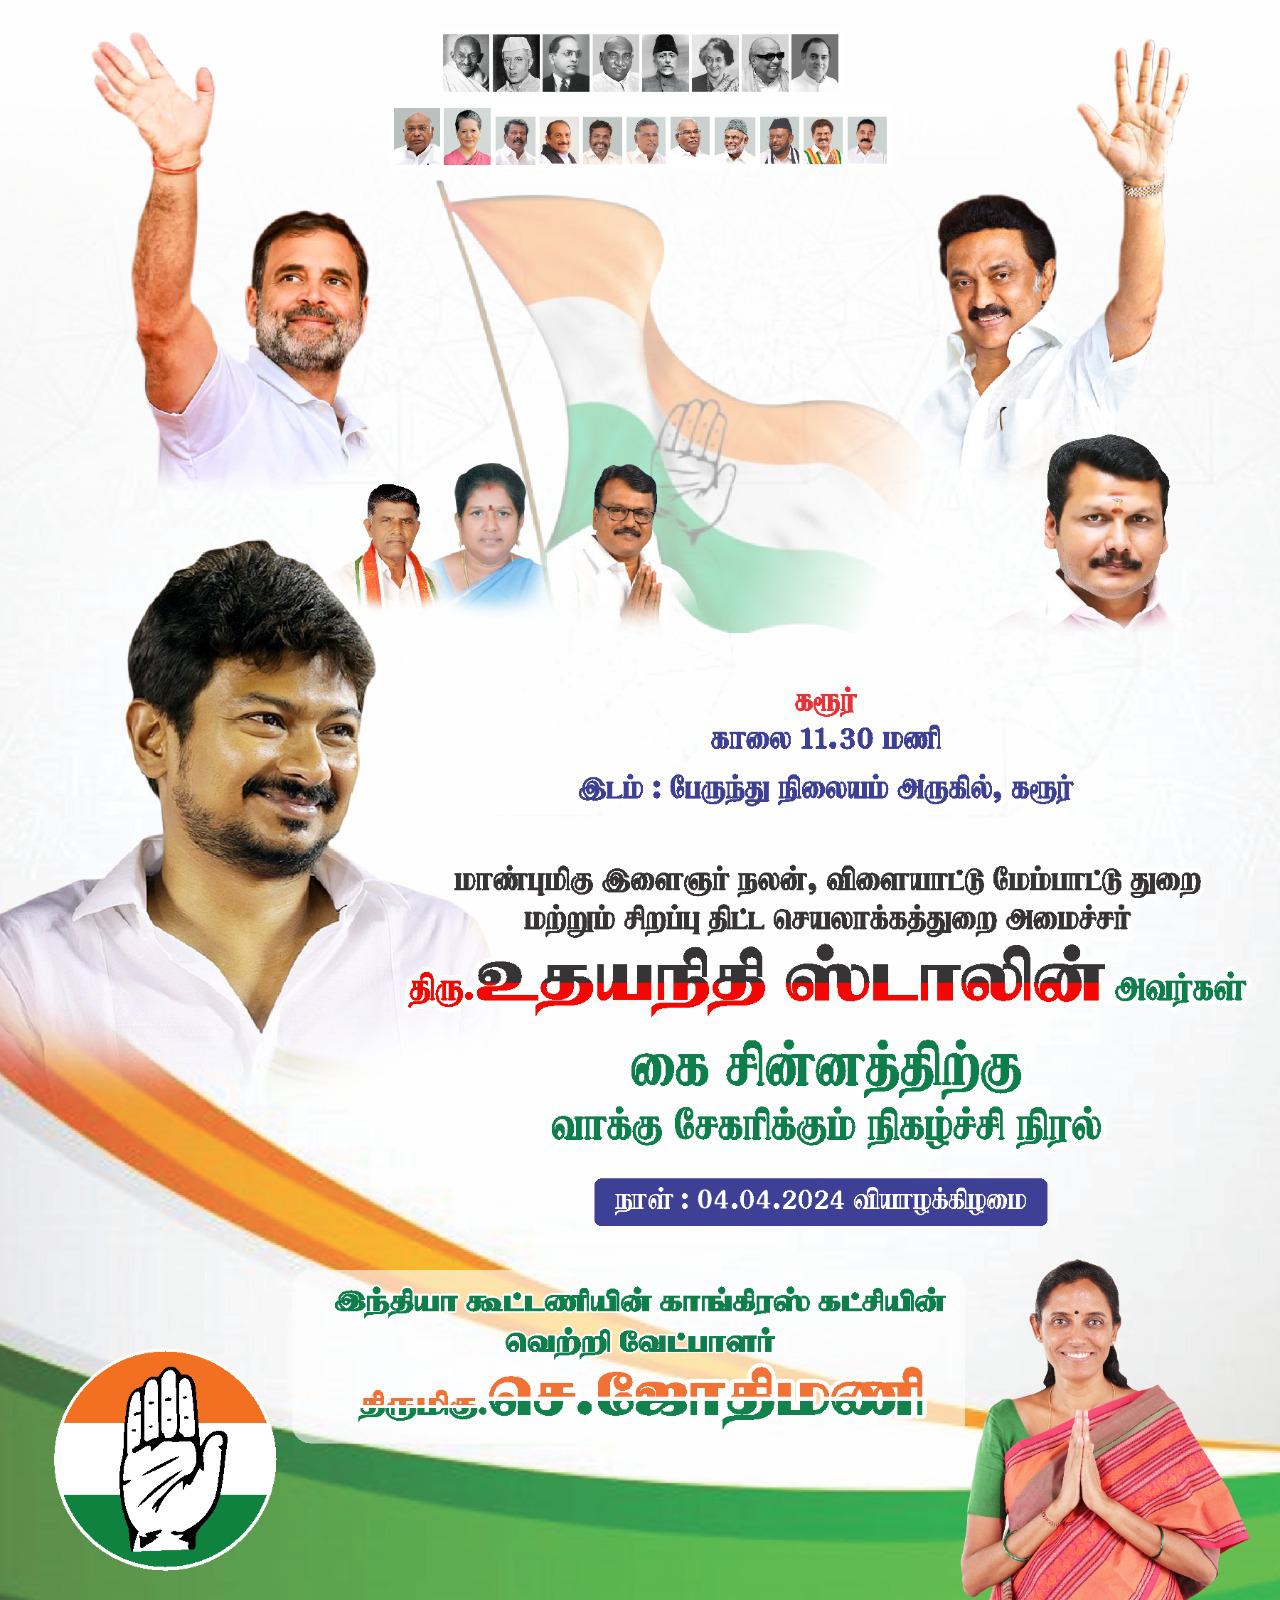 கரூர்
காலை 11.30 மணி
இடம் : பேருந்து நிலையம் அருகில், கரூர்
மாண்புமிகு இளைஞர் நலன், விளையாட்டு மேம்பாட்டு துறை
மற்றும் சிறப்பு திட்ட செயலாக்கத்துறை அமைச்சர்
திரு.உதயநிதி ஸ்டாலின் அவர்கள்
கை சின்னத்திற்கு
வாக்கு சேகரிக்கும் நிகழ்ச்சி நிரல்
நாள் : 04.04.2024 வியாழக்கிழமை
இந்தியா கூட்டணியின் காங்கிரஸ் கட்சியின்
வெற்றி வேட்பாளர்
திருமிகு.செ.ஜோதிமணி